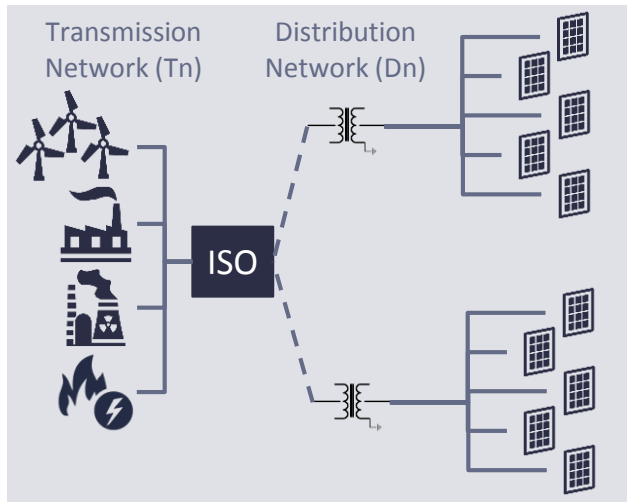 Transmission
Network (Tn)
Distribution
Network (Dn)
ISO